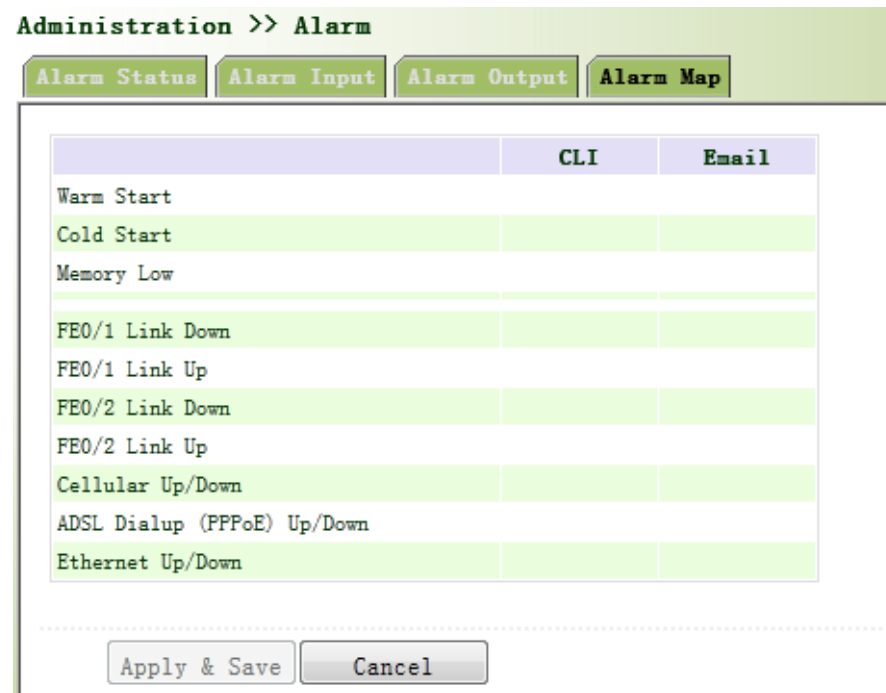 Administration >> Alarm
Alarm Status Alarm Input Alarm Output Alarm Map
CLI Email
Warm Start
Cold Start
Memory Low
FE0/1 Link Down
FE0/1 Link Up
FE0/2 Link Down
FE0/2 Link Up
Cellular Up/Down
ADSL Dialup (PPPoE) Up/Down
Ethernet Up/Down
Apply & Save Cancel